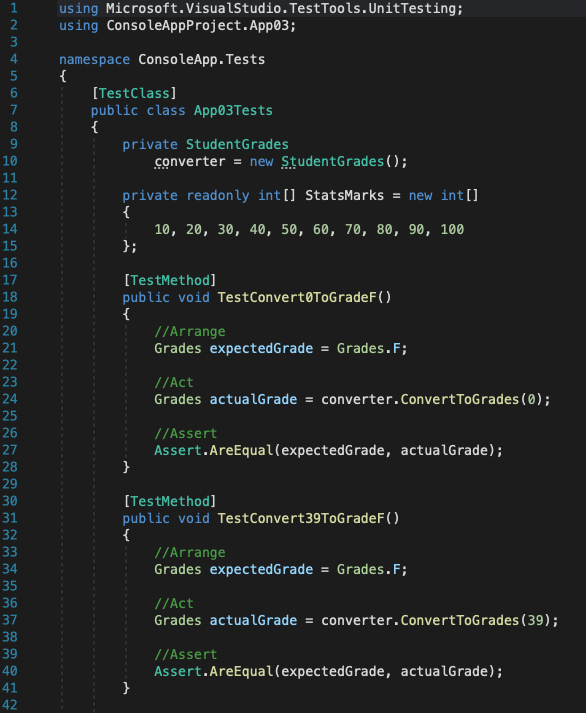 1 using Microsoft.VisualStudio.TestTools.UnitTesting;
2 using ConsoleAppProject.App03;
3
4 namespace ConsoleApp.Tests
5 {
6 [TestClass]
7 public class App03Tests
8 {
9 private StudentGrades
10 converter = new StudentGrades();
11
12 private readonly int[] StatsMarks = new int[]
13 {
14 10, 20, 30, 40, 50, 60, 70, 80, 90, 100
15 };
16
17 [TestMethod]
18 public void TestConvert0ToGradeF()
19 {
20 //Arrange
21 Grades expectedGrade = Grades.F;
22
23 //Act
24 Grades actualGrade = converter.ConvertToGrades(0);
25
26 //Assert
27 Assert.AreEqual(expectedGrade, actualGrade);
28 }
29
30 [TestMethod]
31 public void TestConvert39ToGradeF()
32 {
33 //Arrange
34 Grades expectedGrade = Grades.F;
35
36 //Act
37 Grades actualGrade = converter.ConvertToGrades(39);
38
39 //Assert
40 Assert.AreEqual(expectedGrade, actualGrade);
41 }
42